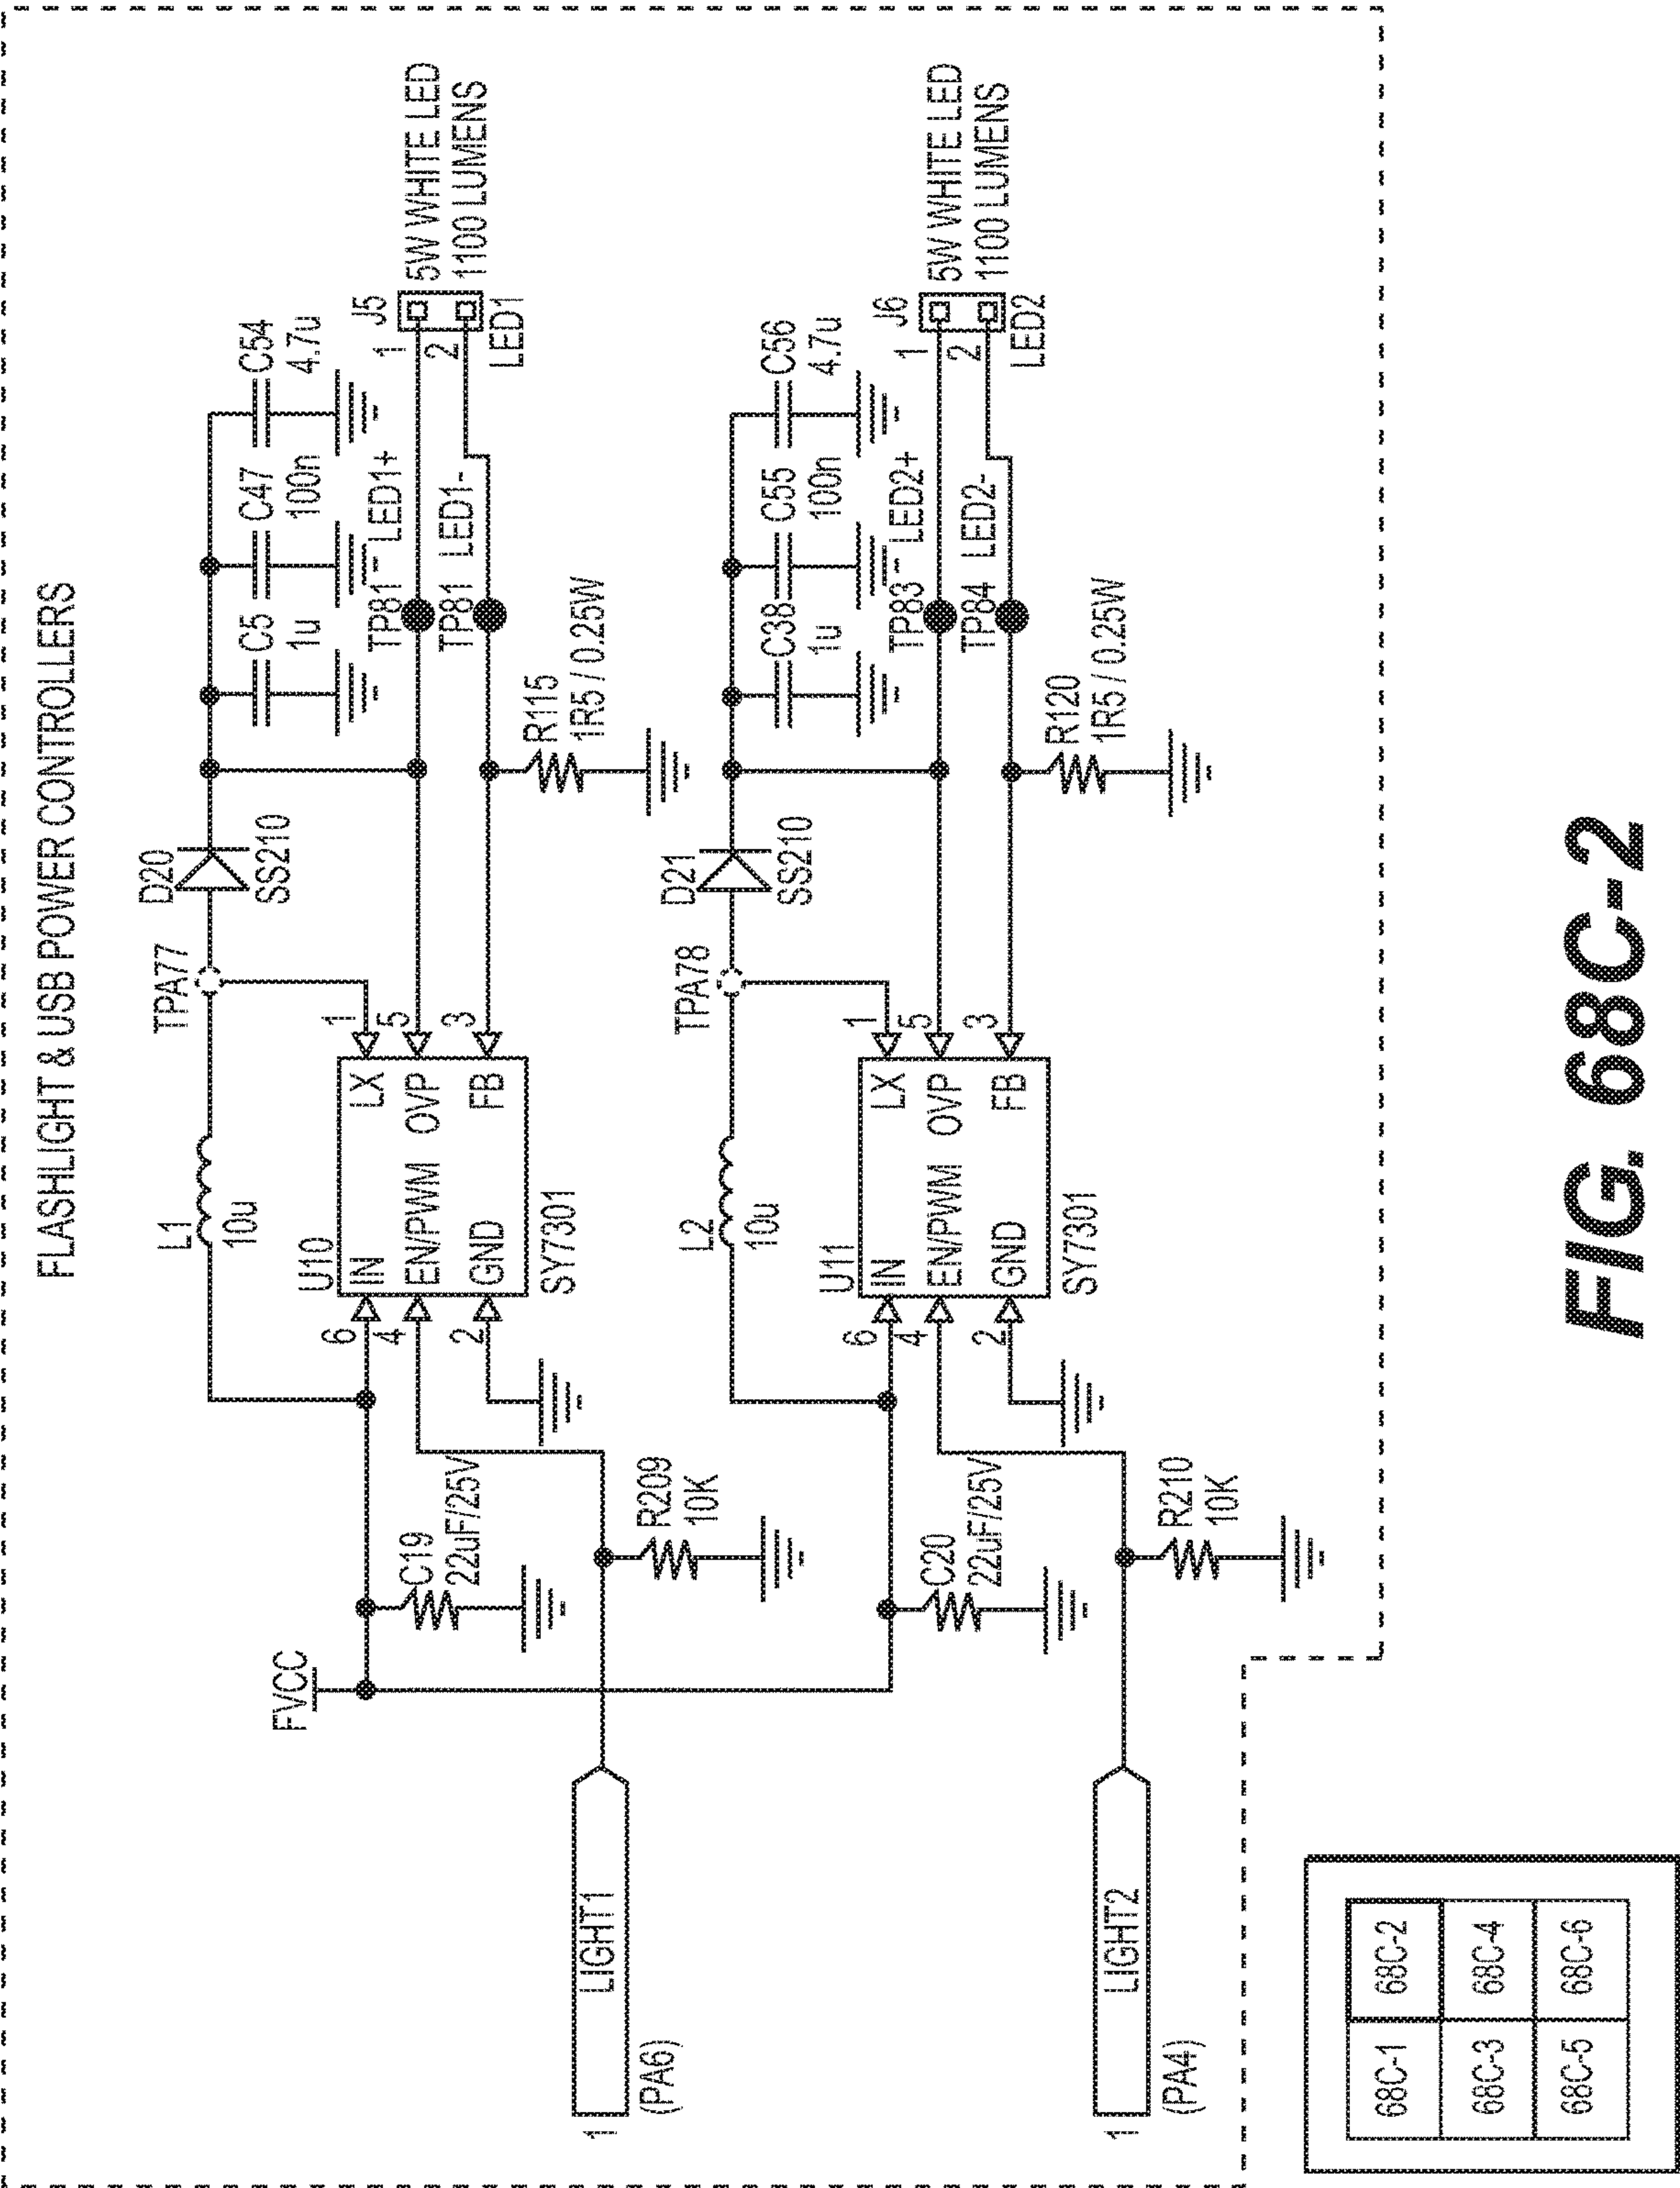 FLASHLIGHT & USB POWER CONTROLLERS
L1
10u
TPA77
D20
SS210
C5
1u
C47
100n
C54
4.7u
FVCC
C19
22uF/25V
6
4
2
U10
IN
EN/PWM
GND
LX
OVP
FB
SY7301
1
5
3
TP81
LED1+
TP81
LED1-
J5
1
2
LED1
5W WHITE LED
1100 LUMENS
R115
1R5 / 0.25W
1
LIGHT1
(PA6)
R209
10K
L2
10u
TPA78
D21
SS210
C38
1u
C55
100n
C56
4.7u
C20
22uF/25V
6
4
2
U11
IN
EN/PWM
GND
LX
OVP
FB
SY7301
1
5
3
TP83
LED2+
TP84
LED2-
J6
1
2
LED2
5W WHITE LED
1100 LUMENS
R120
1R5 / 0.25W
1
LIGHT2
(PA4)
R210
10K
68C-1 68C-2
68C-3 68C-4
68C-5 68C-6
FIG. 68C-2